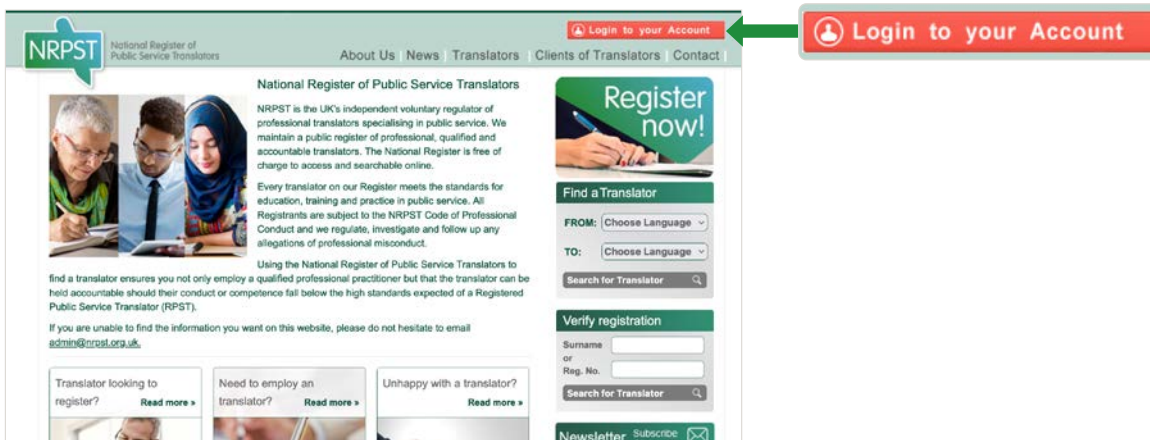 Login to your Account
Login to your Account
NRPST
National Register of
Public Service Translators
About Us | News | Translators | Clients of Translators | Contact |
National Register of Public Service Translators
NRPST is the UK's independent voluntary regulator of
professional translators specialising in public service. We
maintain a public register of professional, qualified and
accountable translators. The National Register is free of
charge to access and searchable online.
Every translator on our Register meets the standards for
education, training and practice in public service. All
Registrants are subject to the NRPST Code of Professional
Conduct and we regulate, investigate and follow up any
allegations of professional misconduct.
Using the National Register of Public Service Translators to
find a translator ensures you not only employ a qualified professional practitioner but that the translator can be
held accountable should their conduct or competence fall below the high standards expected of a Registered
Public Service Translator (RPST).
If you are unable to find the information you want on this website, please do not hesitate to email
admin@nrpst.org.uk.
Translator looking to
register? Read more »
Need to employ an
translator? Read more »
Unhappy with a translator?
Read more »
Register
now!
Find a Translator
FROM: Choose Language
TO: Choose Language
Search for Translator
Verify registration
Surname
or
Reg. No.
Search for Translator
Newsletter Subscribe